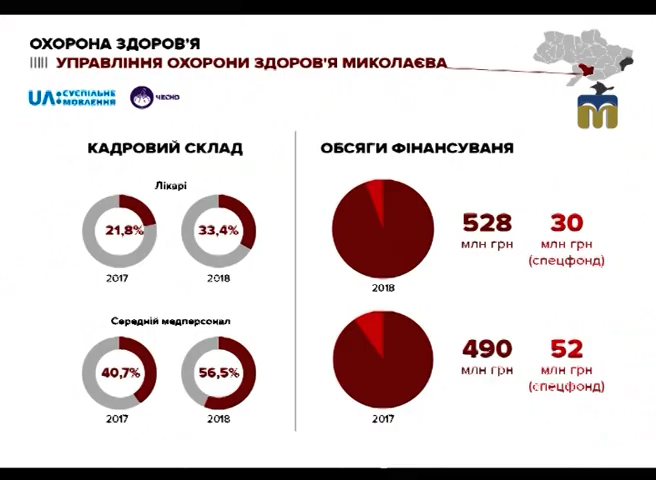 ОХОРОНА ЗДОРОВ’Я
УПРАВЛІННЯ ОХОРОНИ ЗДОРОВ'Я МИКОЛАЄВА
UA: СУСПІЛЬНЕ
МОВЛЕННЯ
ЧЕСНО
КАДРОВИЙ СКЛАД
Лікарі
21,8%
33,4%
2017
2018
Середній медперсонал
40,7%
56,5%
2017
2018
ОБСЯГИ ФІНАНСУВАНЯ
528
млн грн
30
млн грн
(спецфонд)
2018
490
млн грн
52
млн грн
(спецфонд)
2017